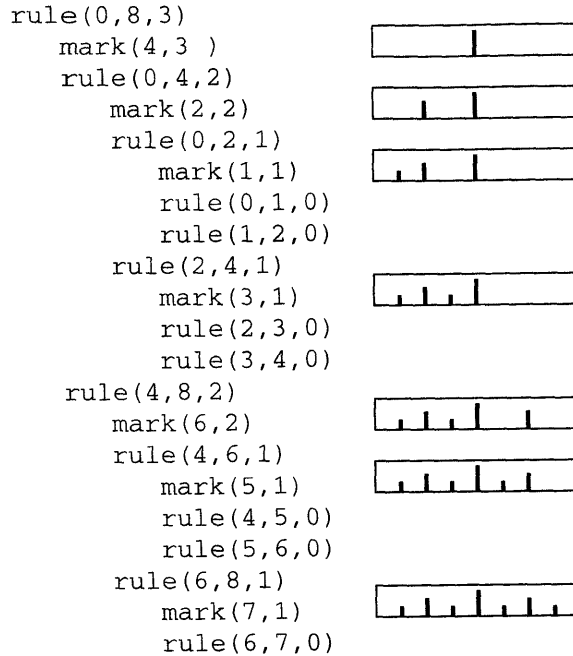 rule(0,8,3)
mark(4,3 )
rule(0,4,2)
mark(2,2)
rule(0,2,1)
mark(1,1)
rule(0,1,0)
rule(1,2,0)
rule(2,4,1)
mark(3,1)
rule(2,3,0)
rule(3,4,0)
rule(4,8,2)
mark(6,2)
rule(4,6,1)
mark(5,1)
rule(4,5,0)
rule(5,6,0)
rule(6,8,1)
mark(7,1)
rule(6,7,0)